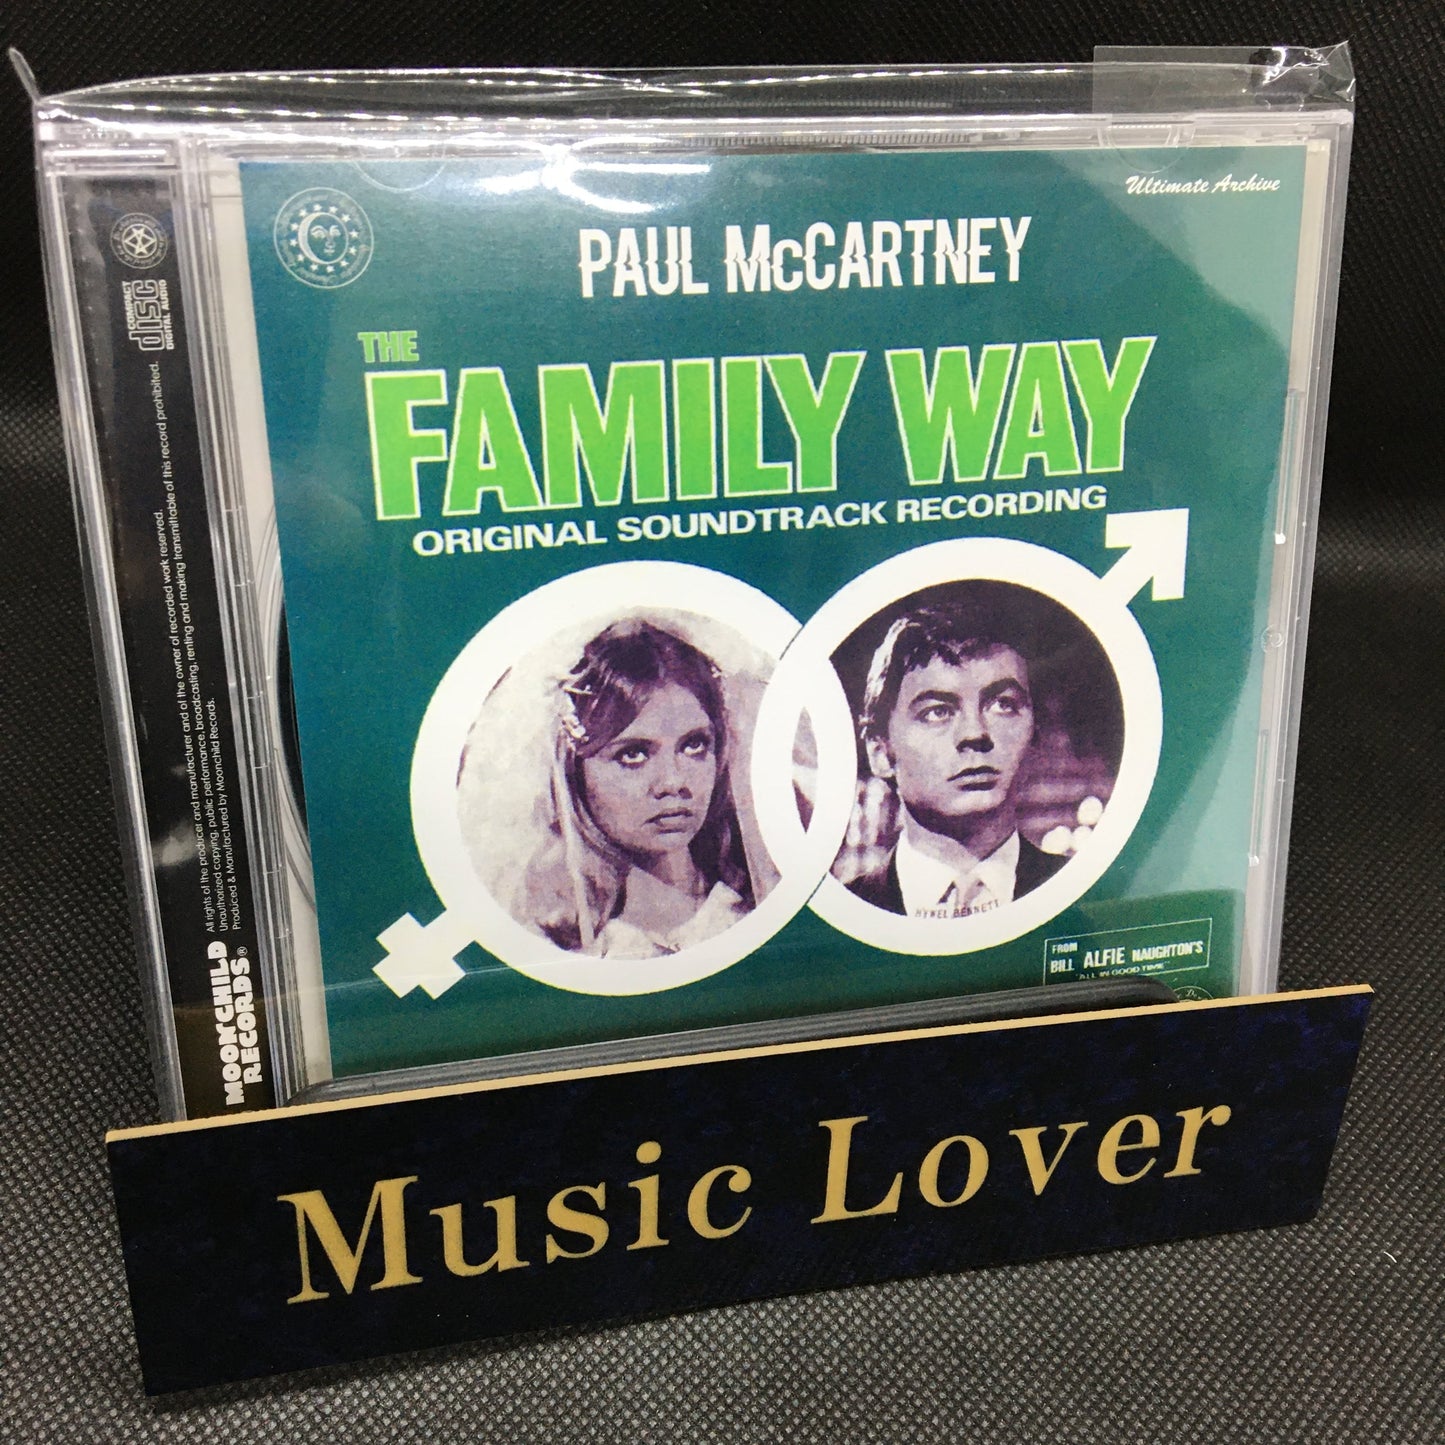 Ultimate Archive
PAUL McCARTNEY
THE
FAMILY WAY
ORIGINAL SOUNDTRACK RECORDING
HYWEL BENNETT
FROM
BILL ALFIE NAUGHTON'S
"ALL IN GOOD TIME"
COMPACT
disc
DIGITAL AUDIO
All rights of the producer and manufacturer and of the owner of recorded work reserved.
Unauthorized copying, public performance, broadcasting, renting and making transmittable of this record prohibited.
Produced & Manufactured by Moonchild Records.
MOONCHILD
RECORDS®
Music Lover